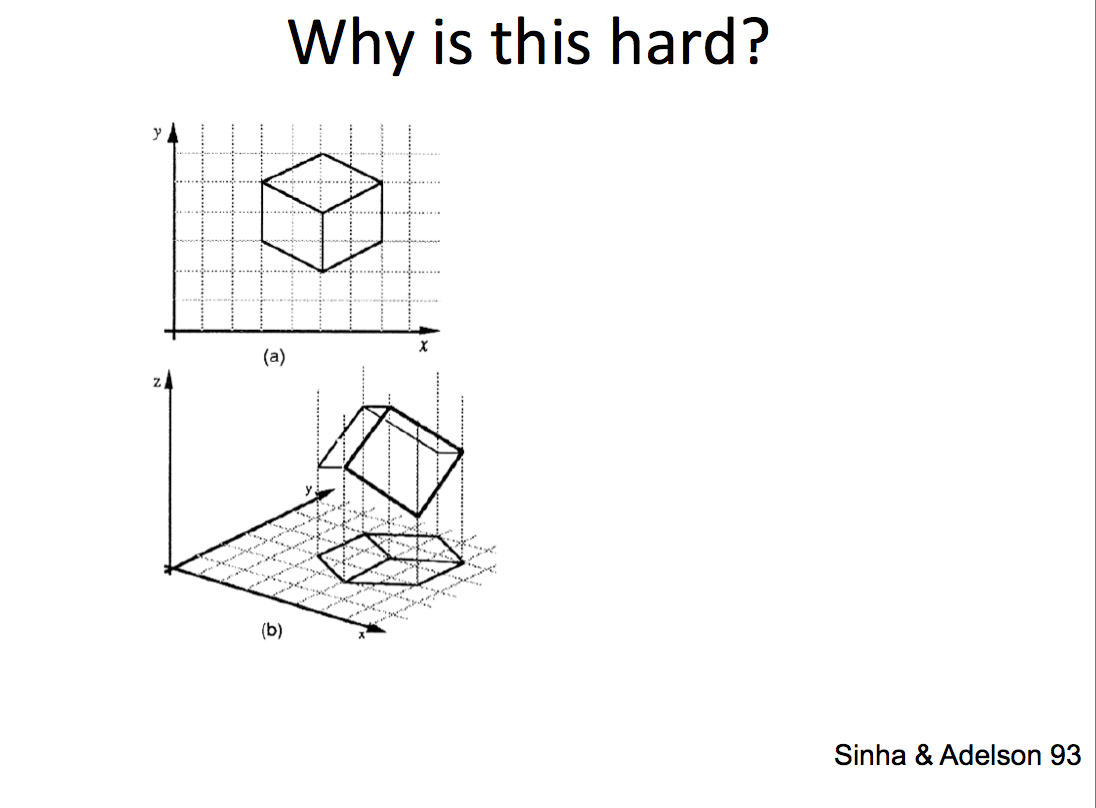 Why is this hard?
y
x
(a)
z
y
x
(b)
Sinha & Adelson 93